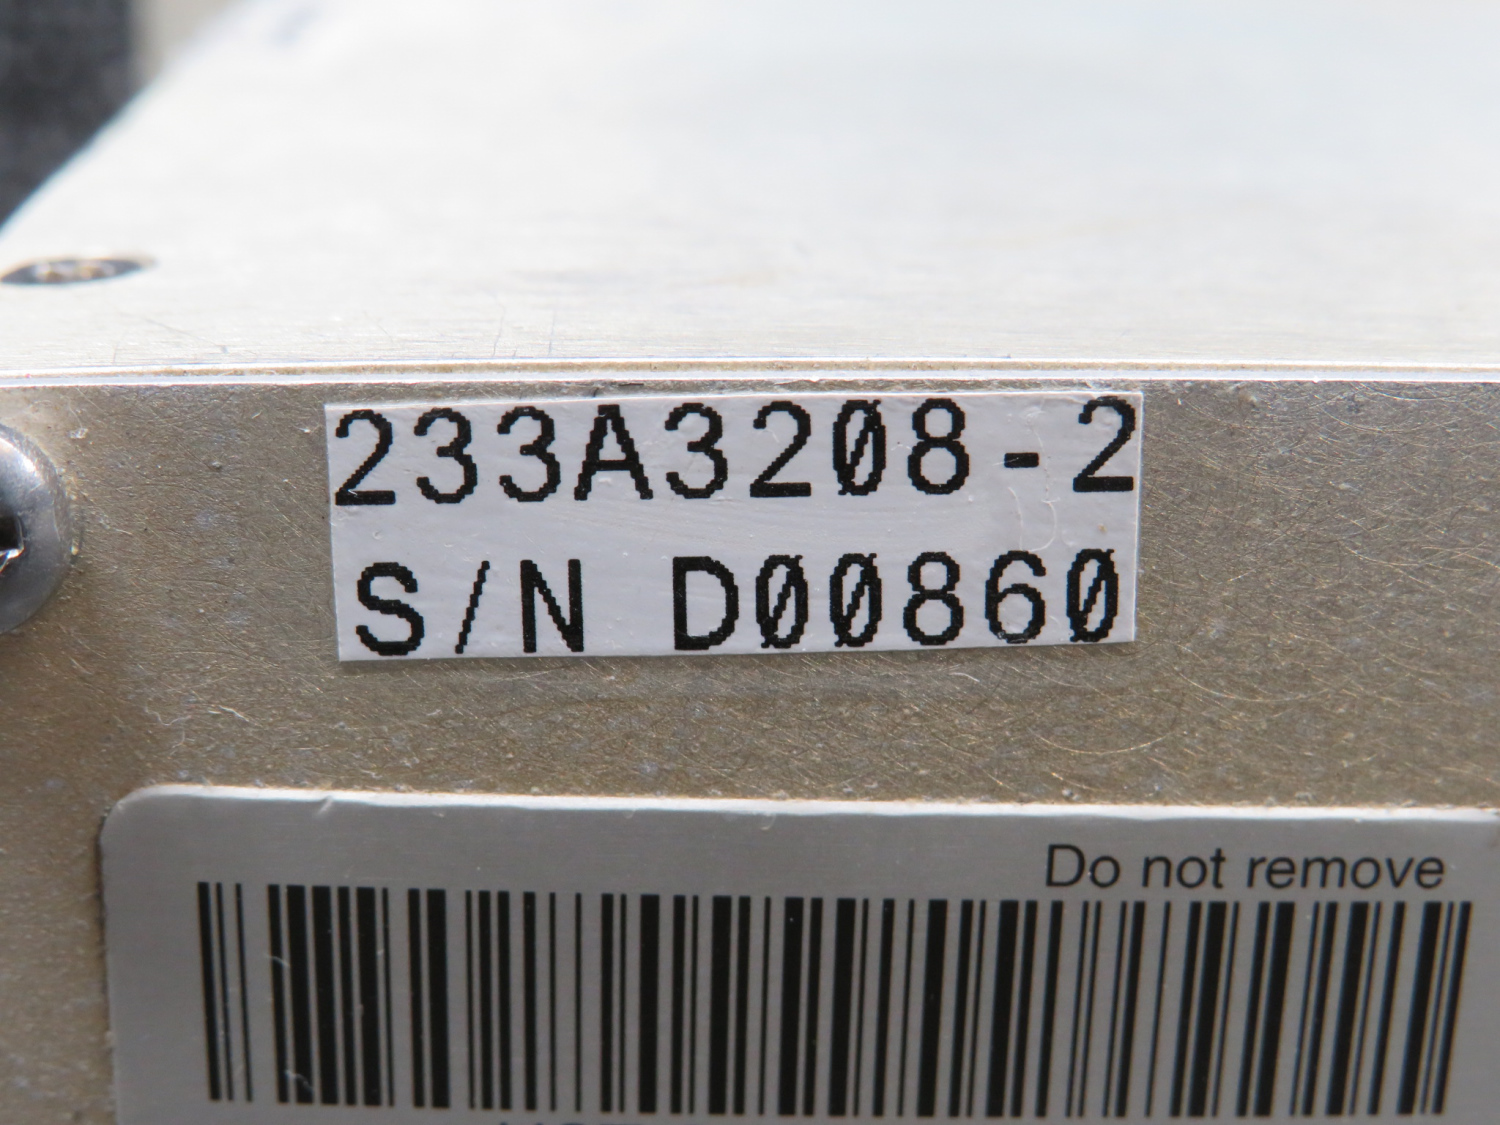 233A3208-2
S/N D00860
Do not remove